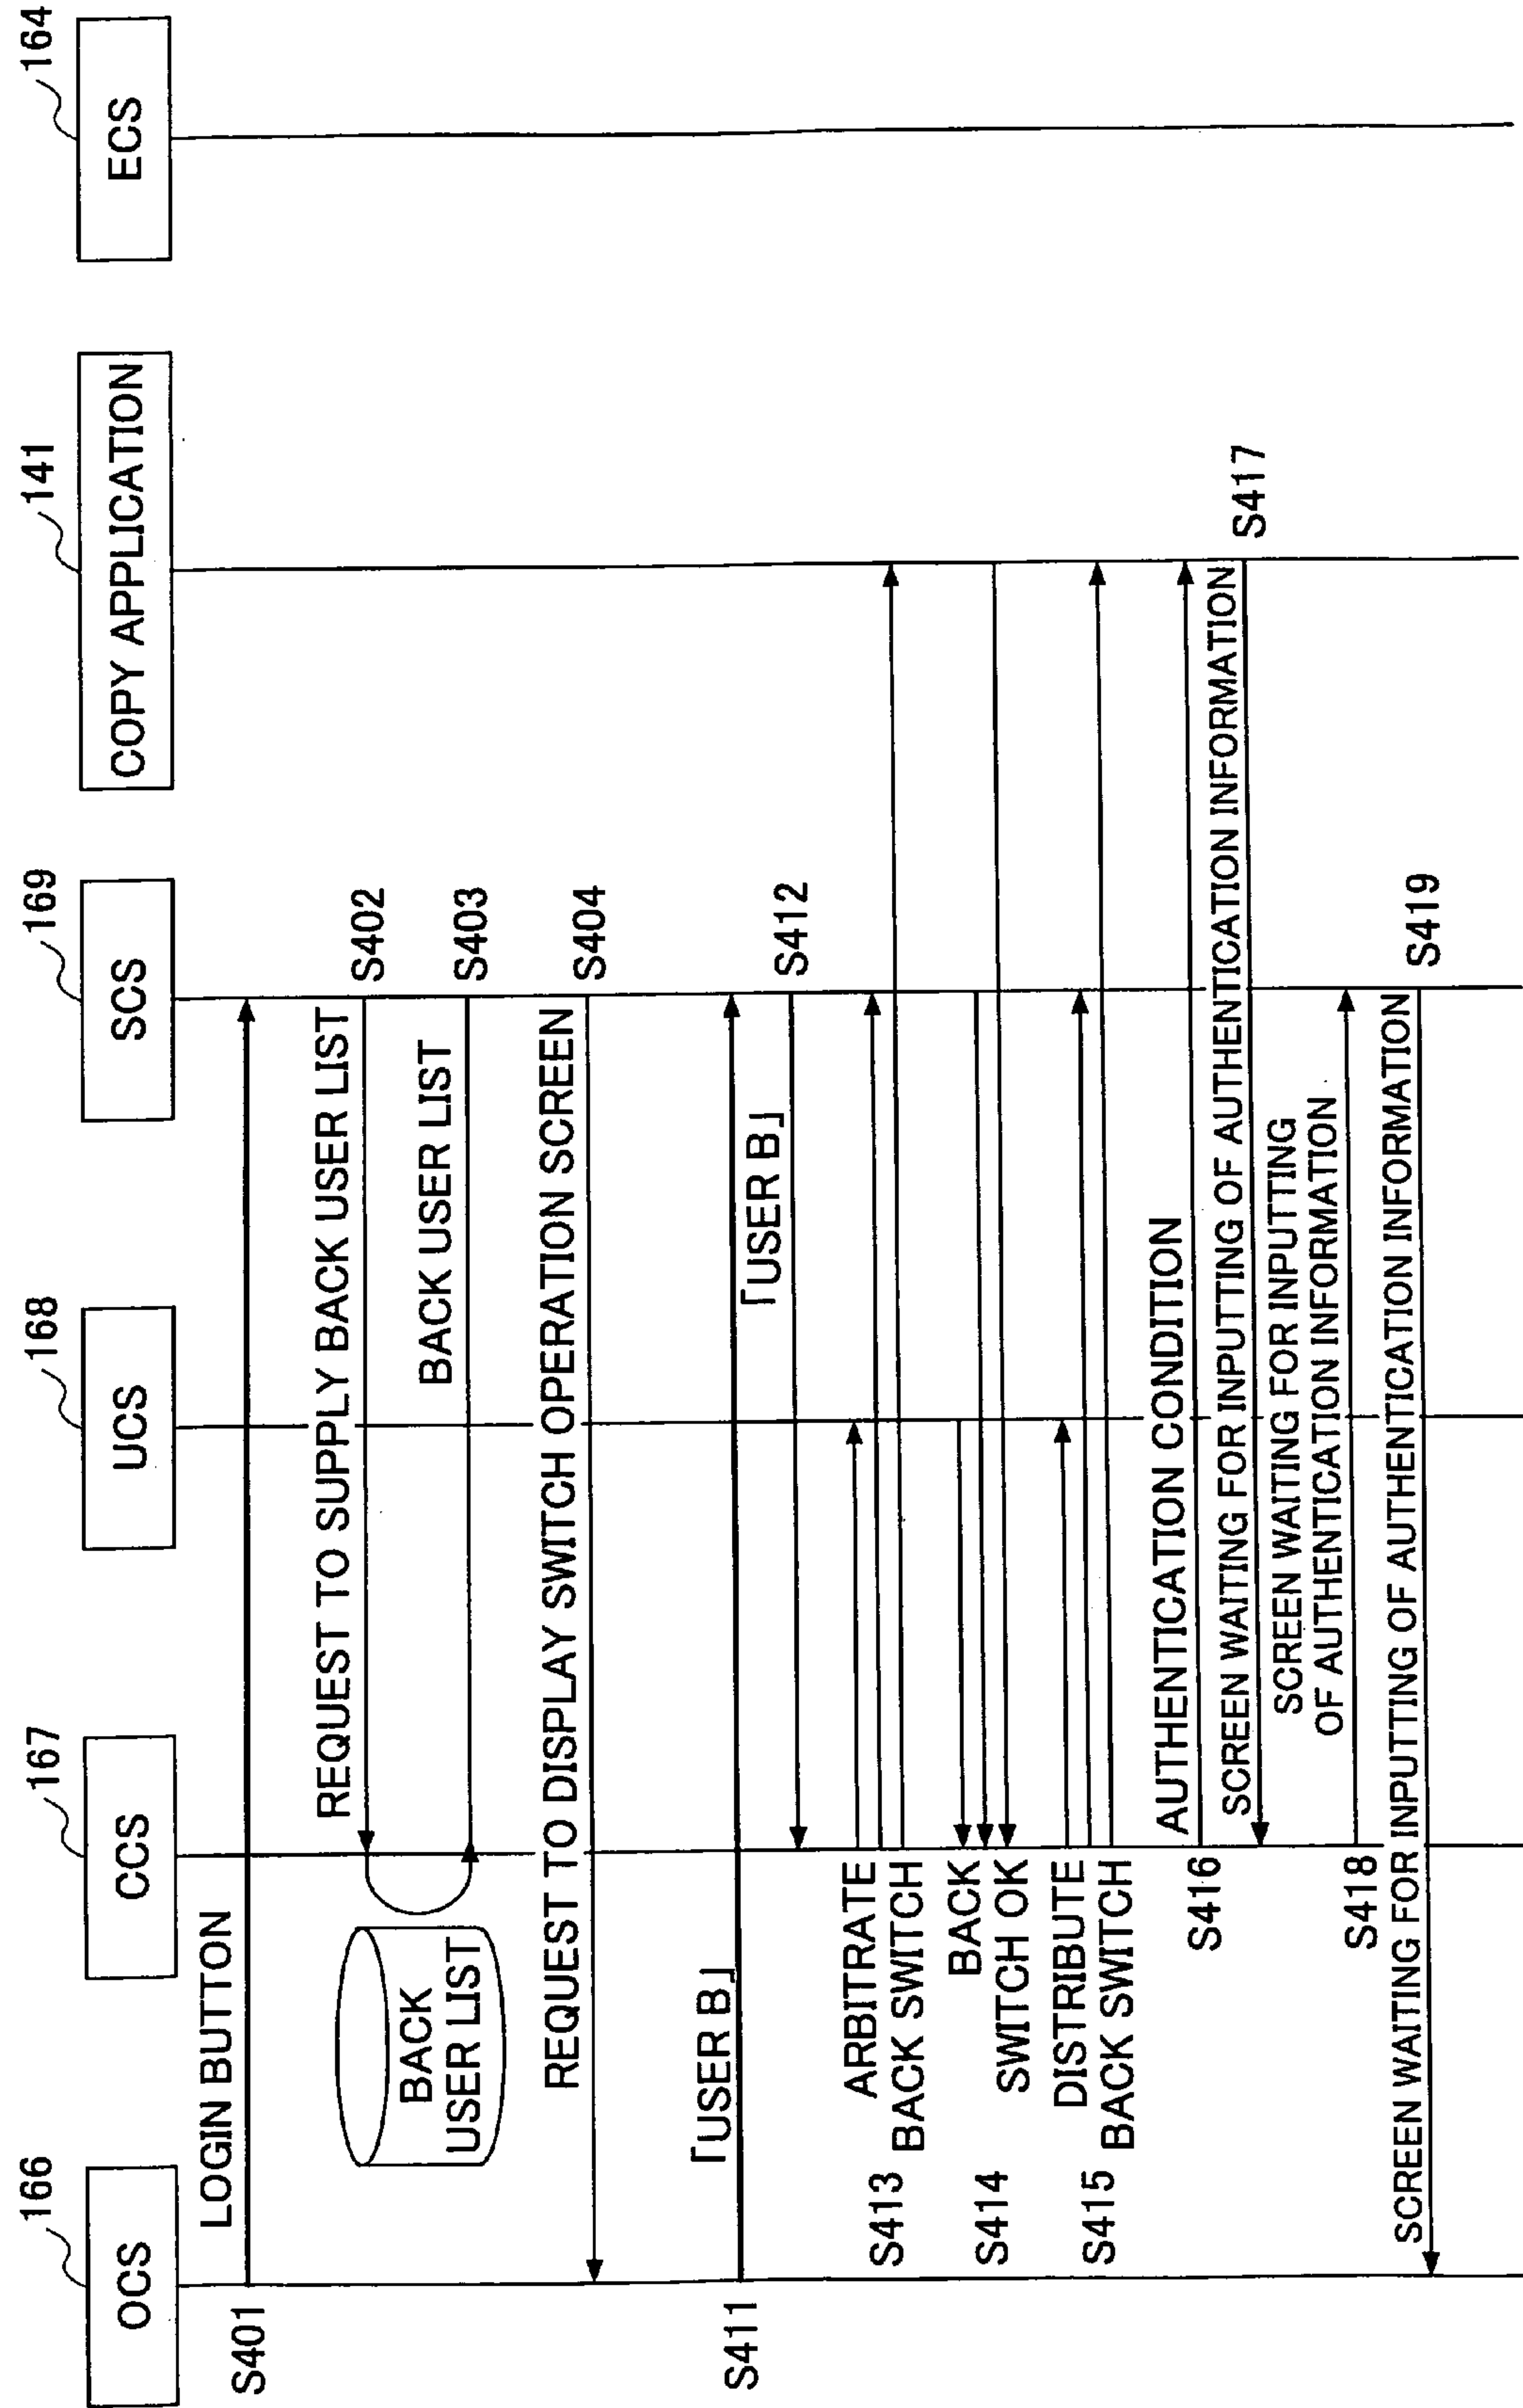 166
OCS
167
CCS
168
UCS
169
SCS
141
COPY APPLICATION
164
ECS
S401
LOGIN BUTTON
REQUEST TO SUPPLY BACK USER LIST
S402
BACK
USER LIST
BACK USER LIST
S403
REQUEST TO DISPLAY SWITCH OPERATION SCREEN
S404
S411
「USER B」
「USER B」
S412
S413
ARBITRATE
BACK SWITCH
S414
BACK
SWITCH OK
S415
DISTRIBUTE
BACK SWITCH
S416
AUTHENTICATION CONDITION
SCREEN WAITING FOR INPUTTING OF AUTHENTICATION INFORMATION
S417
S418
SCREEN WAITING FOR INPUTTING
OF AUTHENTICATION INFORMATION
SCREEN WAITING FOR INPUTTING OF AUTHENTICATION INFORMATION
S419